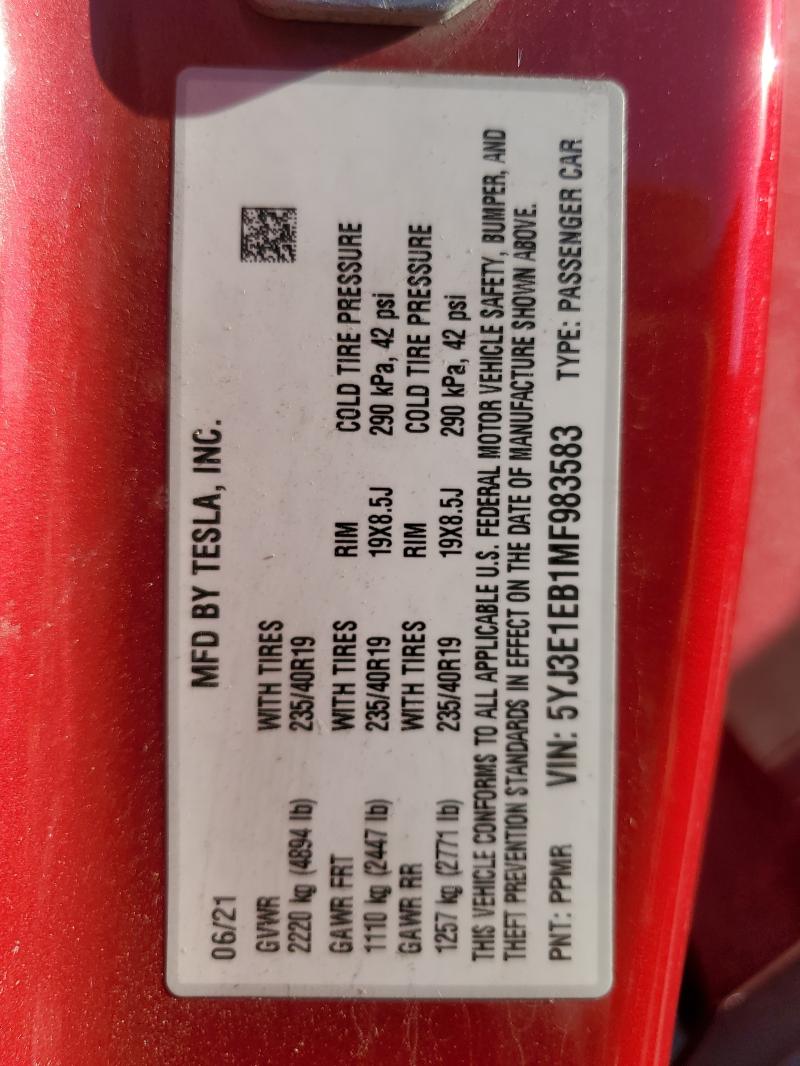 MFD BY TESLA, INC.
06/21
GVWR WITH TIRES
2220 kg (4894 lb) 235/40R19
GAWR FRT WITH TIRES RIM COLD TIRE PRESSURE
1110 kg (2447 lb) 235/40R19 19X8.5J 290 kPa, 42 psi
GAWR RR WITH TIRES RIM COLD TIRE PRESSURE
1257 kg (2771 lb) 235/40R19 19X8.5J 290 kPa, 42 psi
THIS VEHICLE CONFORMS TO ALL APPLICABLE U.S. FEDERAL MOTOR VEHICLE SAFETY, BUMPER, AND
THEFT PREVENTION STANDARDS IN EFFECT ON THE DATE OF MANUFACTURE SHOWN ABOVE.
PNT: PPMR VIN: 5YJ3E1EB1MF983583 TYPE: PASSENGER CAR